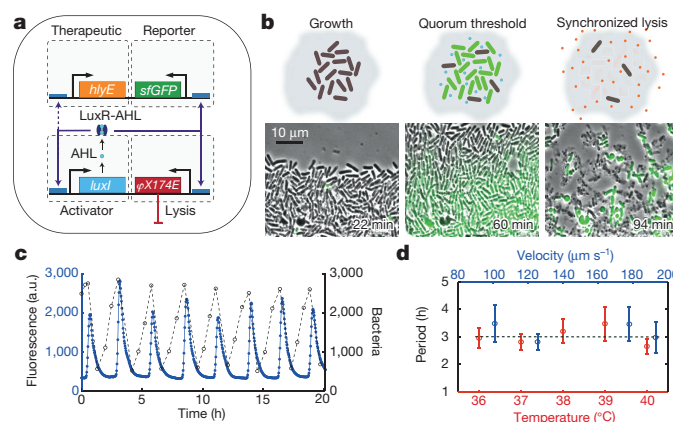 a
Therapeutic
Reporter
hlyE
sfGFP
LuxR-AHL
AHL
luxI
φX174E
Activator
Lysis
b
Growth
Quorum threshold
Synchronized lysis
10 μm
22 min
60 min
94 min
c
Fluorescence (a.u.)
3,000
2,000
1,000
0
3,000
2,000
1,000
0
Bacteria
0
5
10
15
20
Time (h)
d
Velocity (μm s⁻¹)
80
100
120
140
160
180
200
Period (h)
5
4
3
2
1
36
37
38
39
40
Temperature (°C)